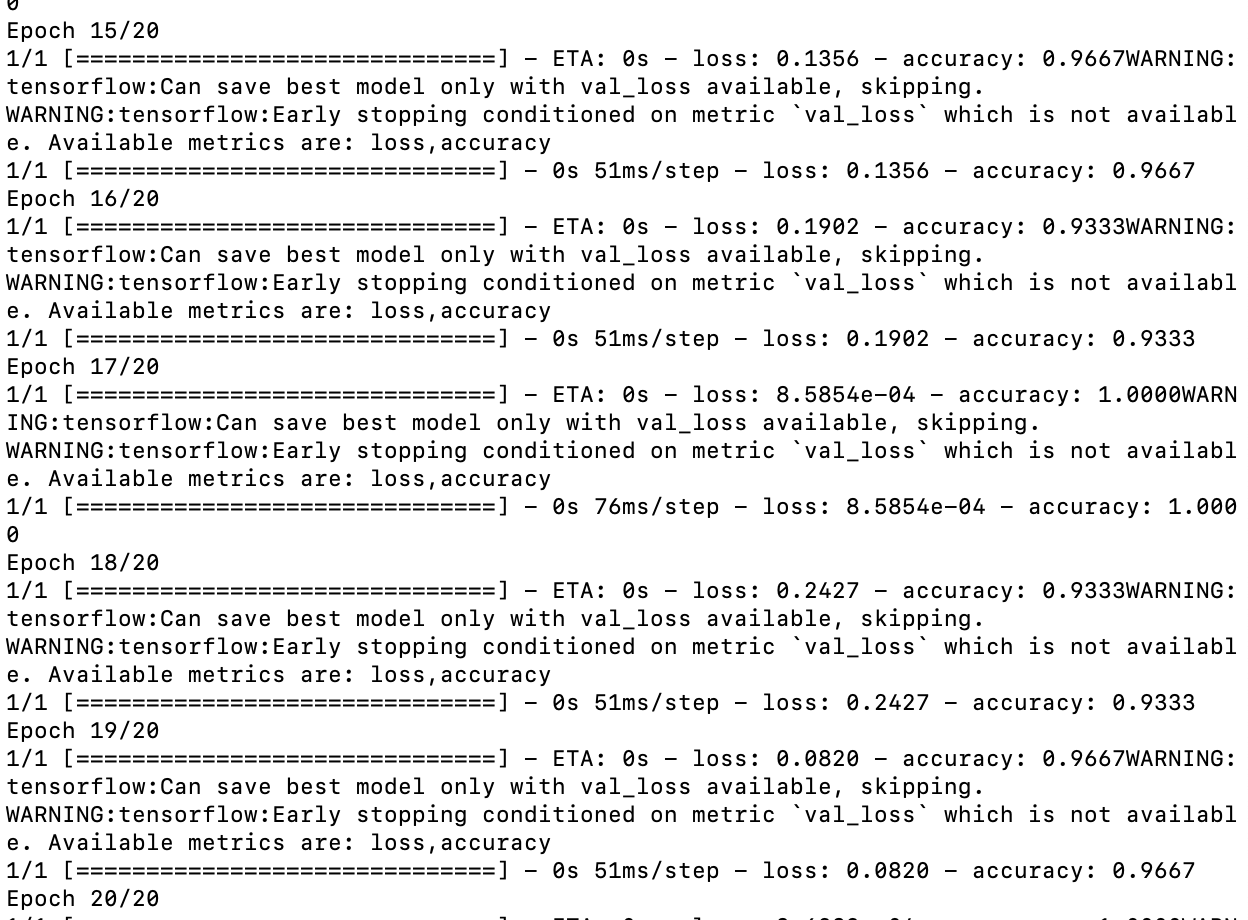 0
Epoch 15/20
1/1 [==============================] - ETA: 0s - loss: 0.1356 - accuracy: 0.9667WARNING:
tensorflow:Can save best model only with val_loss available, skipping.
WARNING:tensorflow:Early stopping conditioned on metric `val_loss` which is not availabl
e. Available metrics are: loss,accuracy
1/1 [==============================] - 0s 51ms/step - loss: 0.1356 - accuracy: 0.9667
Epoch 16/20
1/1 [==============================] - ETA: 0s - loss: 0.1902 - accuracy: 0.9333WARNING:
tensorflow:Can save best model only with val_loss available, skipping.
WARNING:tensorflow:Early stopping conditioned on metric `val_loss` which is not availabl
e. Available metrics are: loss,accuracy
1/1 [==============================] - 0s 51ms/step - loss: 0.1902 - accuracy: 0.9333
Epoch 17/20
1/1 [==============================] - ETA: 0s - loss: 8.5854e-04 - accuracy: 1.0000WARN
ING:tensorflow:Can save best model only with val_loss available, skipping.
WARNING:tensorflow:Early stopping conditioned on metric `val_loss` which is not availabl
e. Available metrics are: loss,accuracy
1/1 [==============================] - 0s 76ms/step - loss: 8.5854e-04 - accuracy: 1.000
0
Epoch 18/20
1/1 [==============================] - ETA: 0s - loss: 0.2427 - accuracy: 0.9333WARNING:
tensorflow:Can save best model only with val_loss available, skipping.
WARNING:tensorflow:Early stopping conditioned on metric `val_loss` which is not availabl
e. Available metrics are: loss,accuracy
1/1 [==============================] - 0s 51ms/step - loss: 0.2427 - accuracy: 0.9333
Epoch 19/20
1/1 [==============================] - ETA: 0s - loss: 0.0820 - accuracy: 0.9667WARNING:
tensorflow:Can save best model only with val_loss available, skipping.
WARNING:tensorflow:Early stopping conditioned on metric `val_loss` which is not availabl
e. Available metrics are: loss,accuracy
1/1 [==============================] - 0s 51ms/step - loss: 0.0820 - accuracy: 0.9667
Epoch 20/20